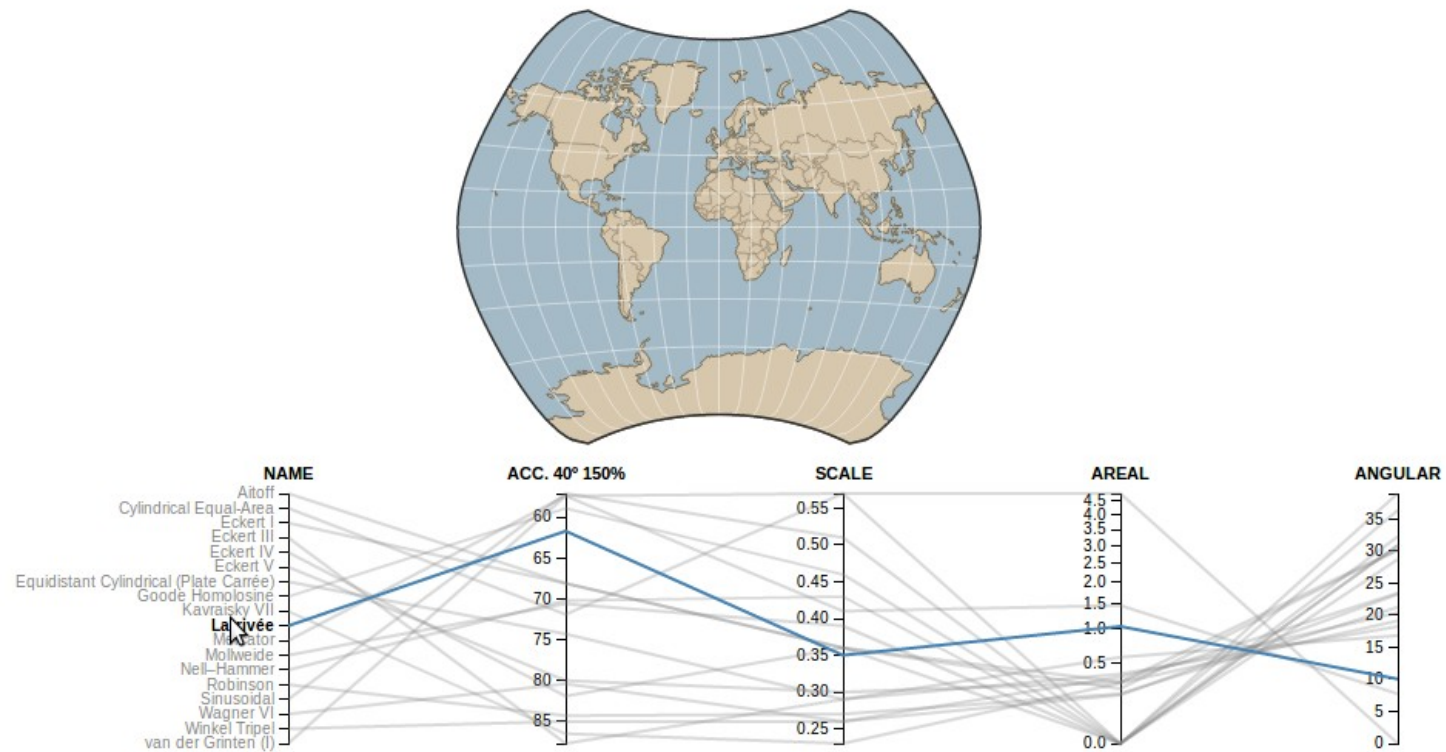 NAME ACC. 40º 150% SCALE AREAL ANGULAR
Aitoff
Cylindrical Equal-Area
Eckert I
Eckert III
Eckert IV
Eckert V
Equidistant Cylindrical (Plate Carrée)
Goode Homolosine
Kavraisky VII
Larrivée
Mercator
Mollweide
Nell–Hammer
Robinson
Sinusoidal
Wagner VI
Winkel Tripel
van der Grinten (I)
60
65
70
75
80
85
0.55
0.50
0.45
0.40
0.35
0.30
0.25
4.5
4.0
3.5
3.0
2.5
2.0
1.5
1.0
0.5
0.0
35
30
25
20
15
10
5
0